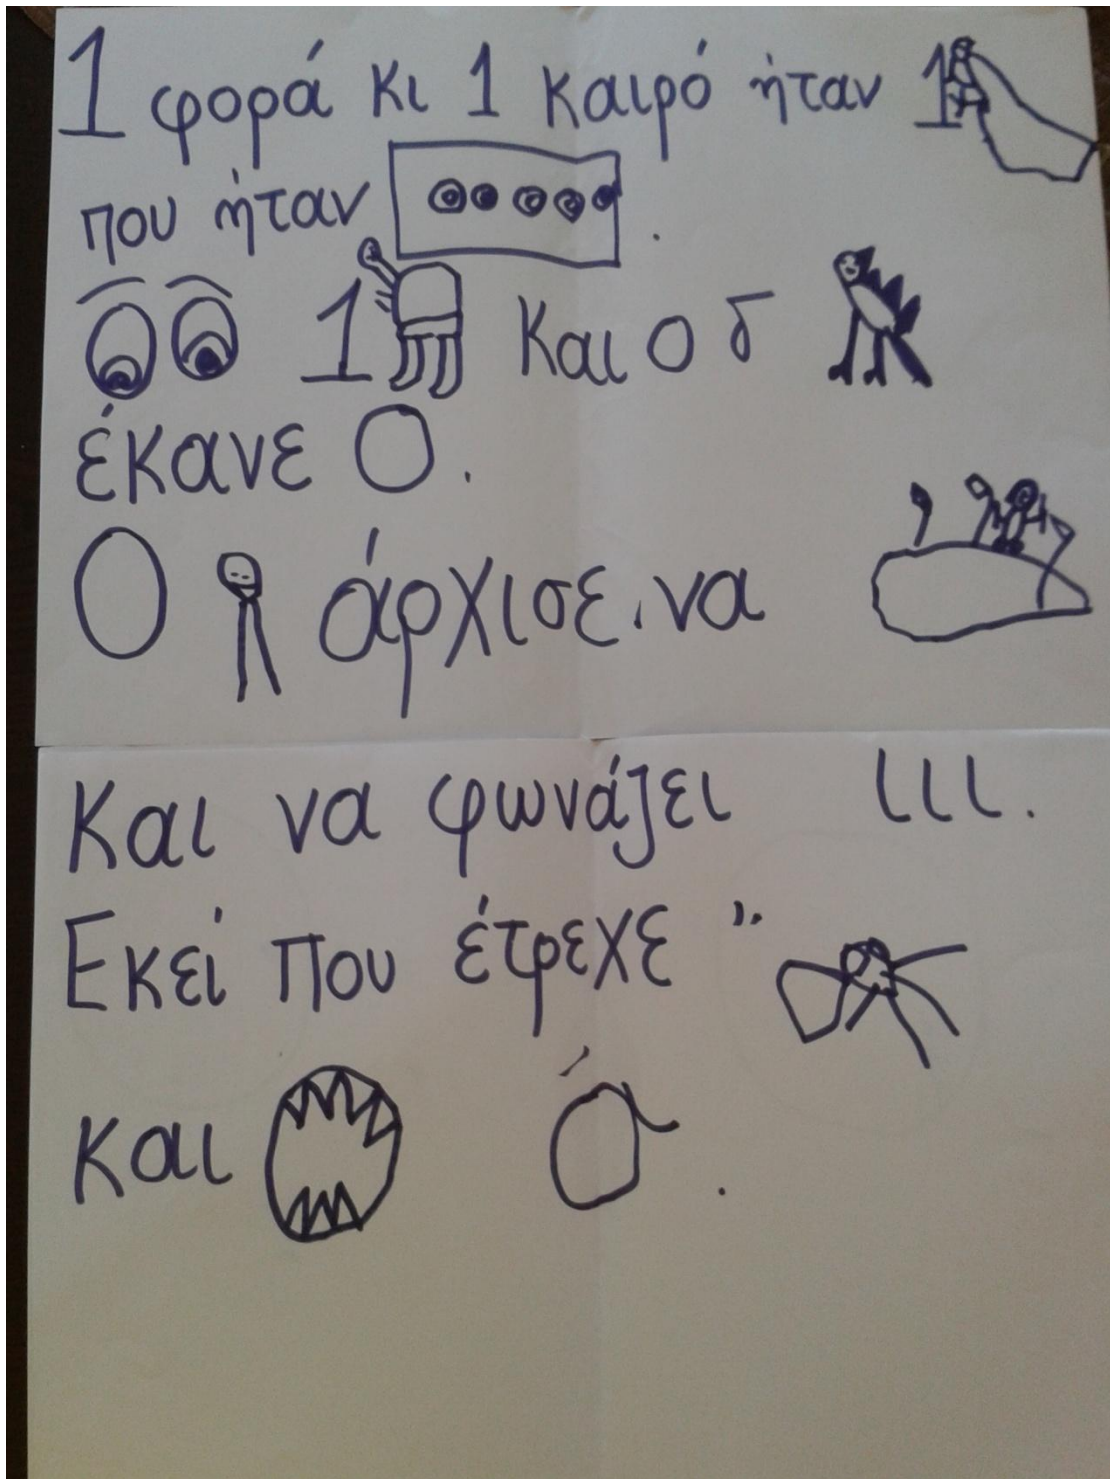 1 φορά κι 1 καιρό ήταν 1
που ήταν .
1 και ο δ
έκανε Ο.
Ο άρχισε.να
Και να φωνάζει ιιι.
Εκεί που έτρεχε "
και ά .